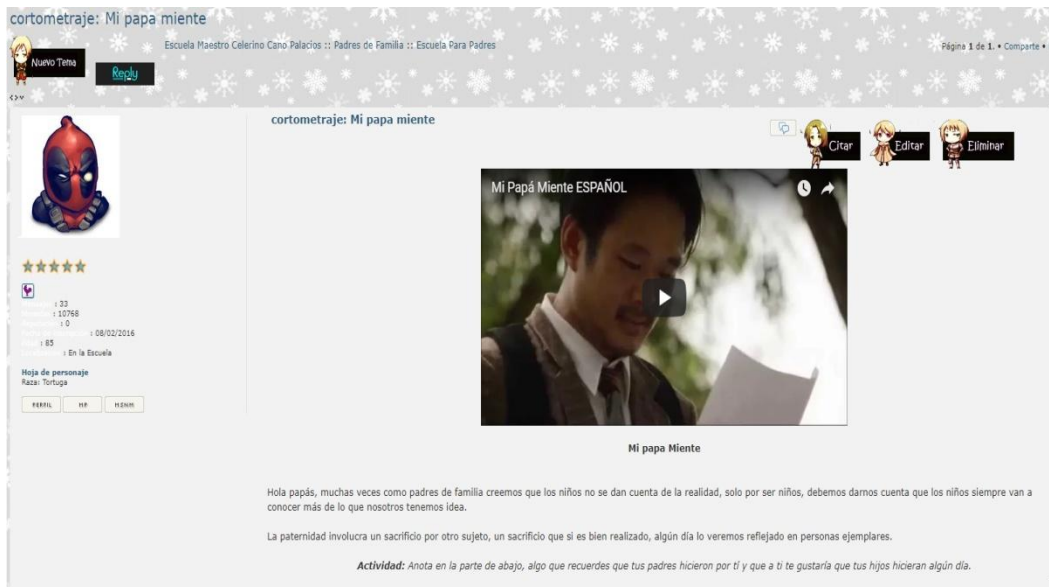 cortometraje: Mi papa miente
Escuela Maestro Celerino Cano Palacios :: Padres de Familia :: Escuela Para Padres
Página 1 de 1. • Comparte •
Nuevo Tema
Reply
cortometraje: Mi papa miente
Citar
Editar
Eliminar
Mi Papá Miente ESPAÑOL
: 33
: 10768
: 0
: 08/02/2016
: 85
: En la Escuela
Hoja de personaje
Raza: Tortuga
PERFIL MP MSNM
Mi papa Miente
Hola papás, muchas veces como padres de familia creemos que los niños no se dan cuenta de la realidad, solo por ser niños, debemos darnos cuenta que los niños siempre van a
conocer más de lo que nosotros tenemos idea.
La paternidad involucra un sacrificio por otro sujeto, un sacrificio que si es bien realizado, algún día lo veremos reflejado en personas ejemplares.
Actividad: Anota en la parte de abajo, algo que recuerdes que tus padres hicieron por tí y que a ti te gustaría que tus hijos hicieran algún día.